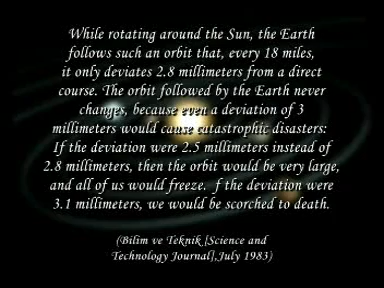 While rotating around the Sun, the Earth
follows such an orbit that, every 18 miles,
it only deviates 2.8 millimeters from a direct
course. The orbit followed by the Earth never
changes, because even a deviation of 3
millimeters would cause catastrophic disasters:
If the deviation were 2.5 millimeters instead of
2.8 millimeters, then the orbit would be very large,
and all of us would freeze. f the deviation were
3.1 millimeters, we would be scorched to death.
(Bilim ve Teknik [Science and
Technology Journal],July 1983)